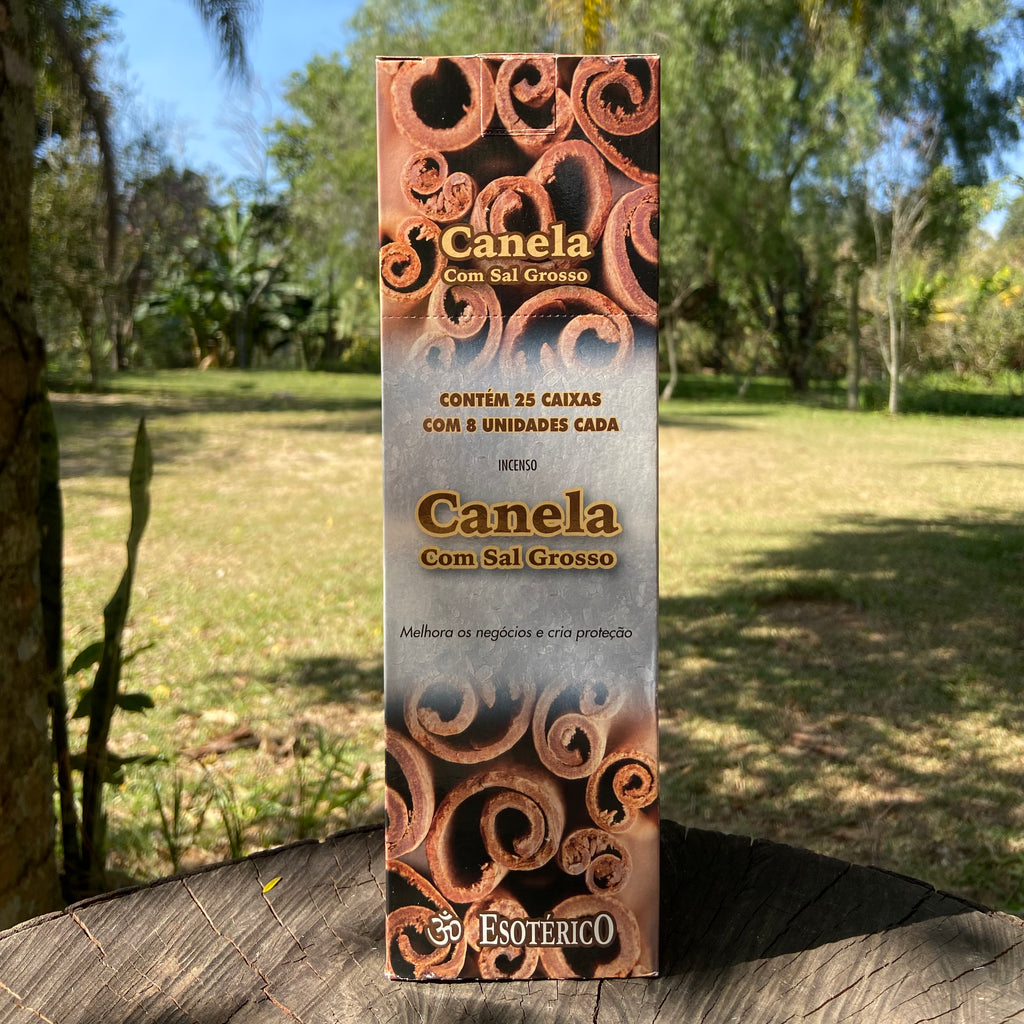 Canela
Com Sal Grosso
CONTÉM 25 CAIXAS
COM 8 UNIDADES CADA
INCENSO
Canela
Com Sal Grosso
Melhora os negócios e cria proteção
ॐ ESOTÉRICO